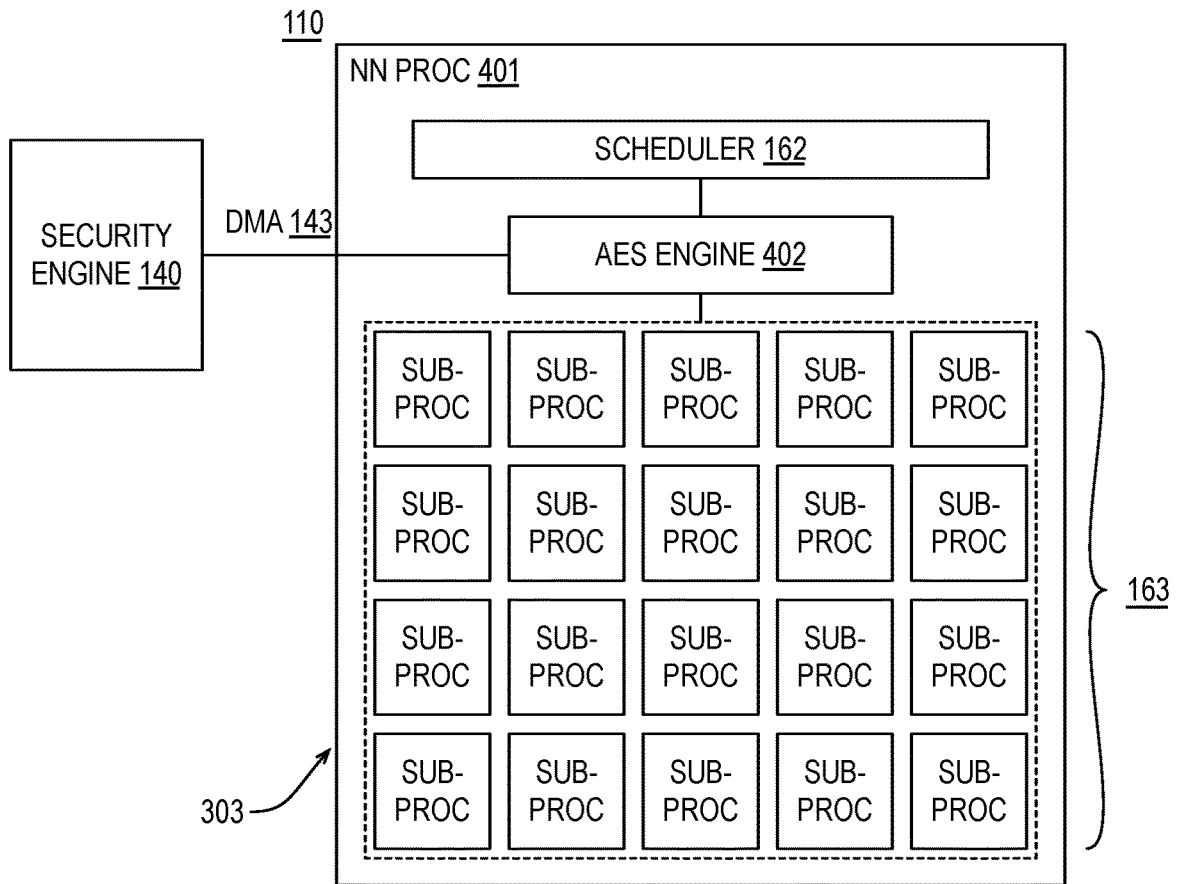 110
NN PROC 401
SCHEDULER 162
DMA 143
SECURITY
ENGINE 140
AES ENGINE 402
SUB- SUB- SUB- SUB- SUB-
PROC PROC PROC PROC PROC
SUB- SUB- SUB- SUB- SUB-
PROC PROC PROC PROC PROC
163
SUB- SUB- SUB- SUB- SUB-
PROC PROC PROC PROC PROC
SUB- SUB- SUB- SUB- SUB-
PROC PROC PROC PROC PROC
303